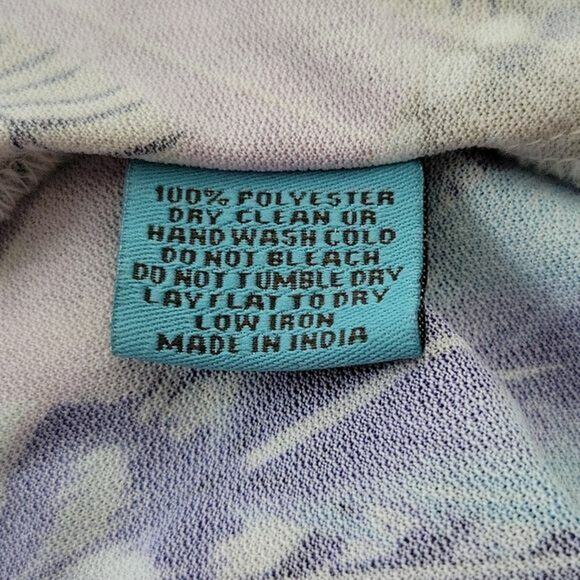 100% POLYESTER
DRY CLEAN OR
HAND WASH COLD
DO NOT BLEACH
DO NOT TUMBLE DRY
LAY FLAT TO DRY
LOW IRON
MADE IN INDIA